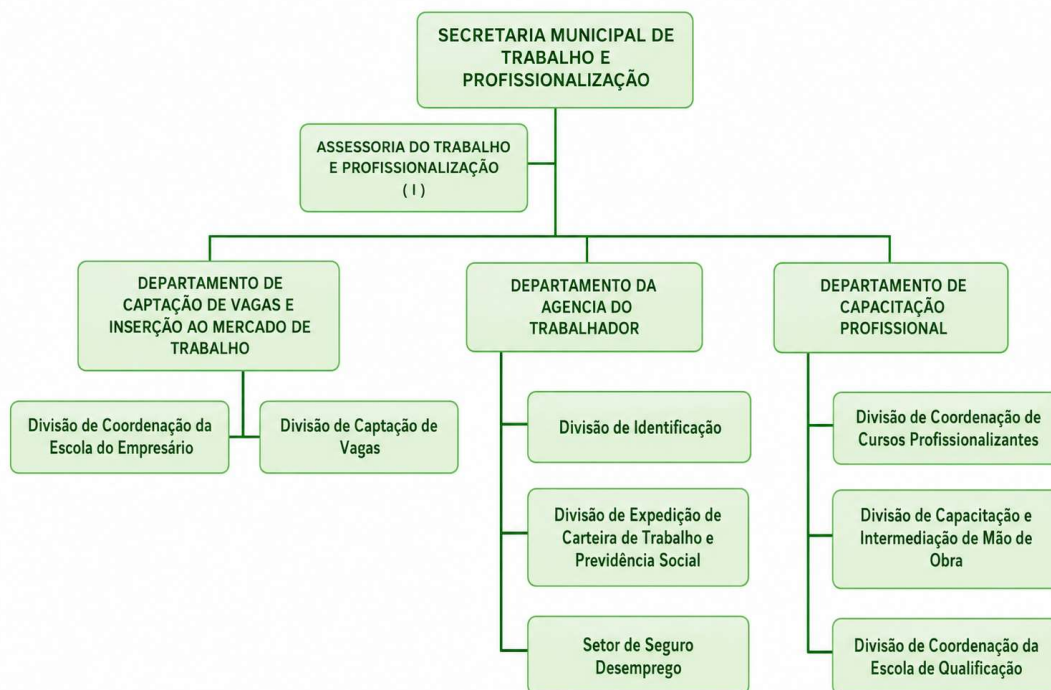 SECRETARIA MUNICIPAL DE
TRABALHO E
PROFISSIONALIZAÇÃO
ASSESSORIA DO TRABALHO
E PROFISSIONALIZAÇÃO
( I )
DEPARTAMENTO DE
CAPTAÇÃO DE VAGAS E
INSERÇÃO AO MERCADO DE
TRABALHO
DEPARTAMENTO DA
AGENCIA DO
TRABALHADOR
DEPARTAMENTO DE
CAPACITAÇÃO
PROFISSIONAL
Divisão de Coordenação da
Escola do Empresário
Divisão de Captação de
Vagas
Divisão de Identificação
Divisão de Expedição de
Carteira de Trabalho e
Previdência Social
Setor de Seguro
Desemprego
Divisão de Coordenação de
Cursos Profissionalizantes
Divisão de Capacitação e
Intermediação de Mão de
Obra
Divisão de Coordenação da
Escola de Qualificação